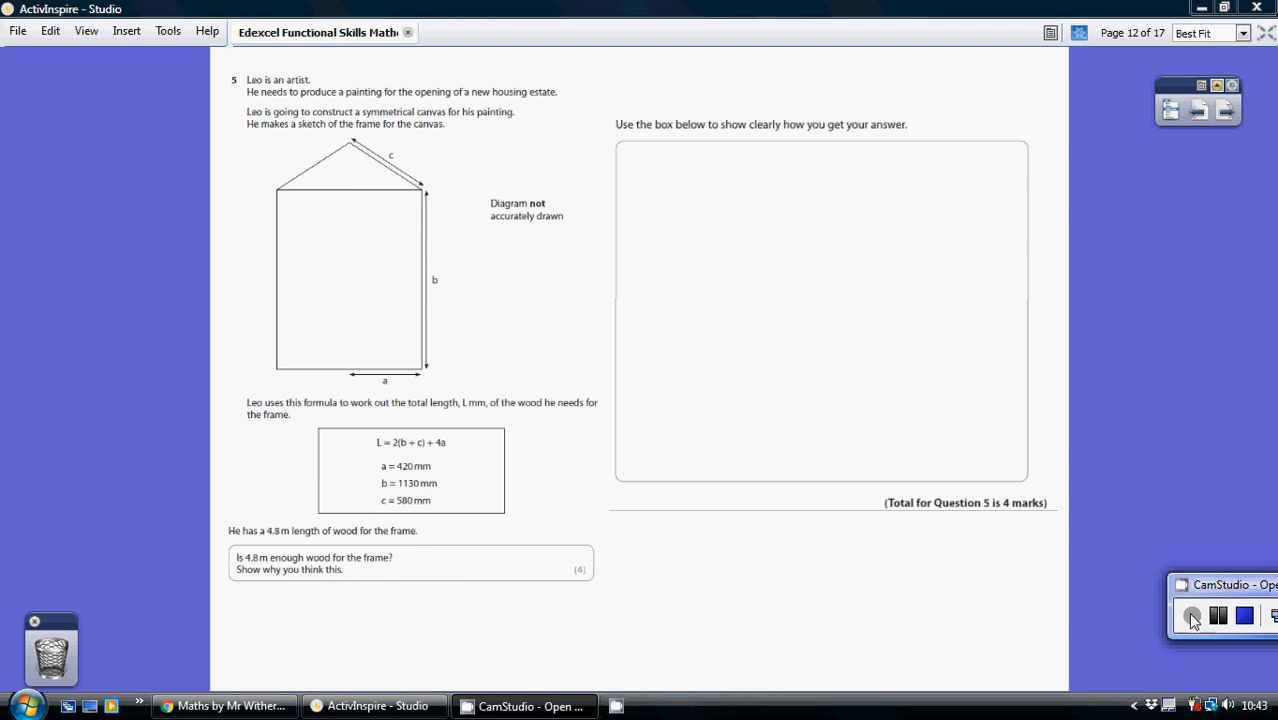 ActivInspire - Studio
File Edit View Insert Tools Help
Edexcel Functional Skills Mathe
Page 12 of 17
Best Fit
5 Leo is an artist.
He needs to produce a painting for the opening of a new housing estate.
Leo is going to construct a symmetrical canvas for his painting.
He makes a sketch of the frame for the canvas.
c
Diagram not
accurately drawn
b
a
Leo uses this formula to work out the total length, L mm, of the wood he needs for
the frame.
L = 2(b + c) + 4a
a = 420 mm
b = 1130 mm
c = 580 mm
He has a 4.8 m length of wood for the frame.
Is 4.8 m enough wood for the frame?
Show why you think this.
(4)
Use the box below to show clearly how you get your answer.
(Total for Question 5 is 4 marks)
CamStudio - Ope
Maths by Mr Wither...
ActivInspire - Studio
CamStudio - Open ...
10:43